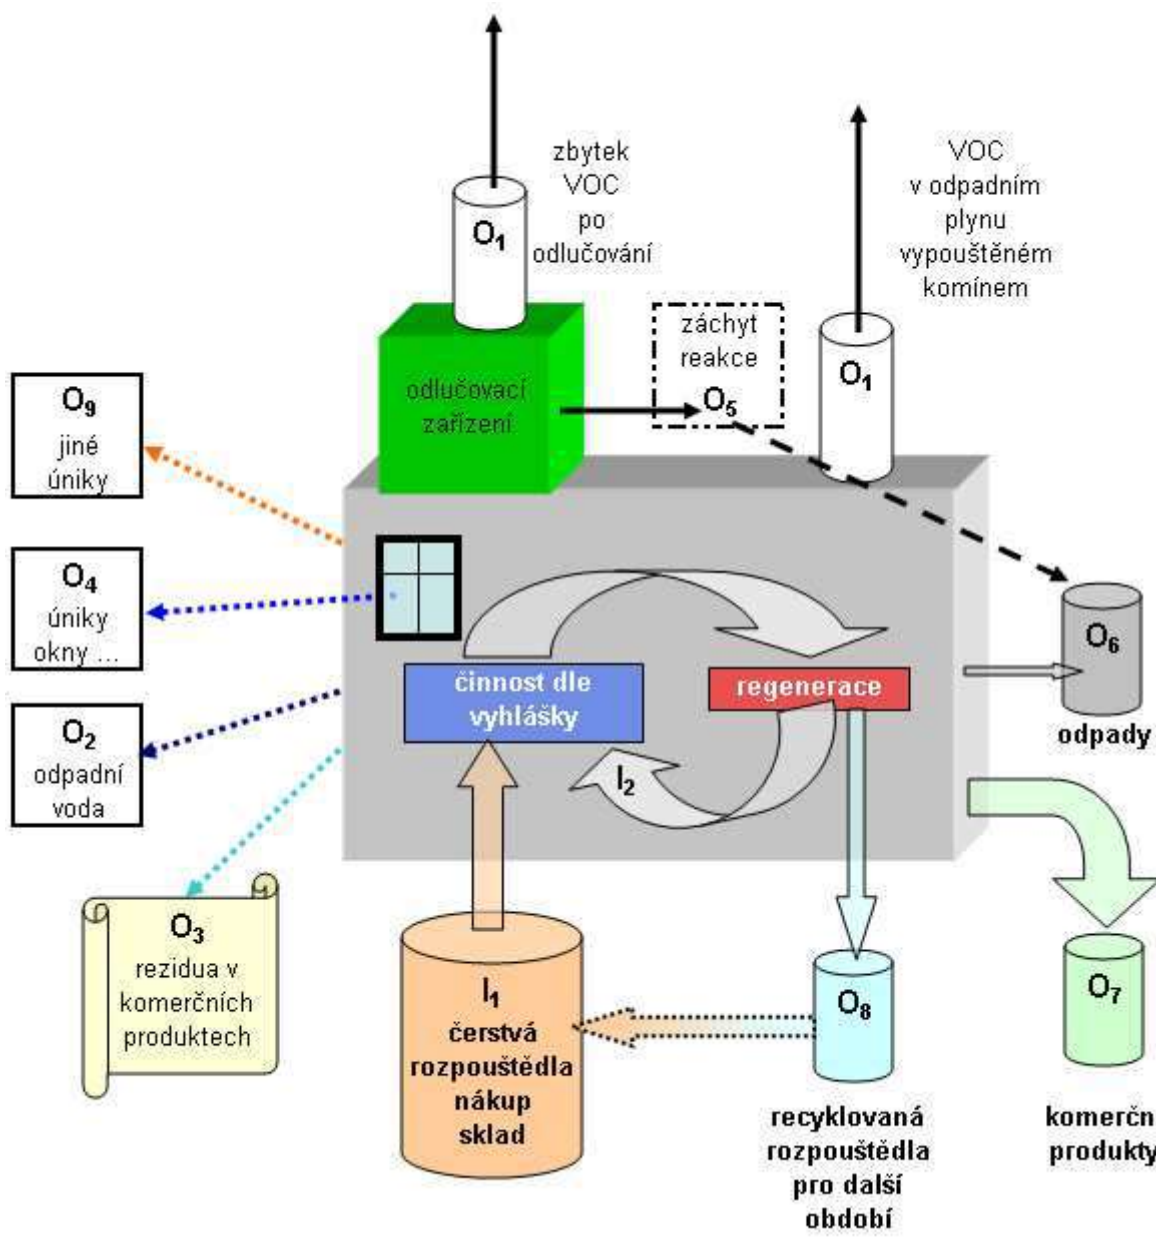 zbytek
VOC
po
odlučování
VOC
v odpadním
plynu
vypouštěném
komínem
O₁
O₁
záchyt
reakce
O₅
odlučovací
zařízení
O₉
jiné
úniky
O₄
úniky
okny ...
O₂
odpadní
voda
O₃
rezidua v
komerčních
produktech
činnost dle
vyhlášky
regenerace
I₂
O₆
odpady
I₁
čerstvá
rozpouštědla
nákup
sklad
O₈
recyklovaná
rozpouštědla
pro další
období
O₇
komerčn
produkty